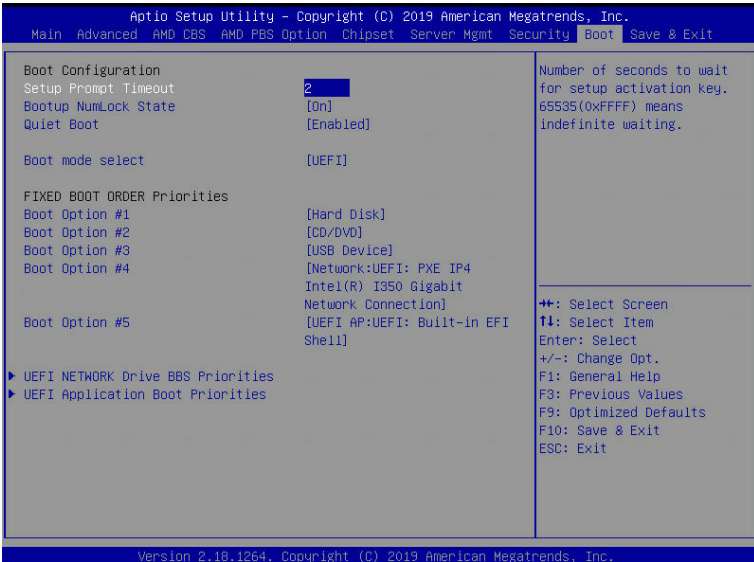 Aptio Setup Utility – Copyright (C) 2019 American Megatrends, Inc.
Main Advanced AMD CBS AMD PBS Option Chipset Server Mgmt Security Boot Save & Exit
Boot Configuration
Setup Prompt Timeout 2
Bootup NumLock State [On]
Quiet Boot [Enabled]
Boot mode select [UEFI]
FIXED BOOT ORDER Priorities
Boot Option #1 [Hard Disk]
Boot Option #2 [CD/DVD]
Boot Option #3 [USB Device]
Boot Option #4 [Network:UEFI: PXE IP4
Intel(R) I350 Gigabit
Network Connection]
Boot Option #5 [UEFI AP:UEFI: Built-in EFI
Shell]
UEFI NETWORK Drive BBS Priorities
UEFI Application Boot Priorities
Number of seconds to wait
for setup activation key.
65535(0xFFFF) means
indefinite waiting.
→←: Select Screen
↑↓: Select Item
Enter: Select
+/-: Change Opt.
F1: General Help
F3: Previous Values
F9: Optimized Defaults
F10: Save & Exit
ESC: Exit
Version 2.18.1264. Copyright (C) 2019 American Megatrends, Inc.